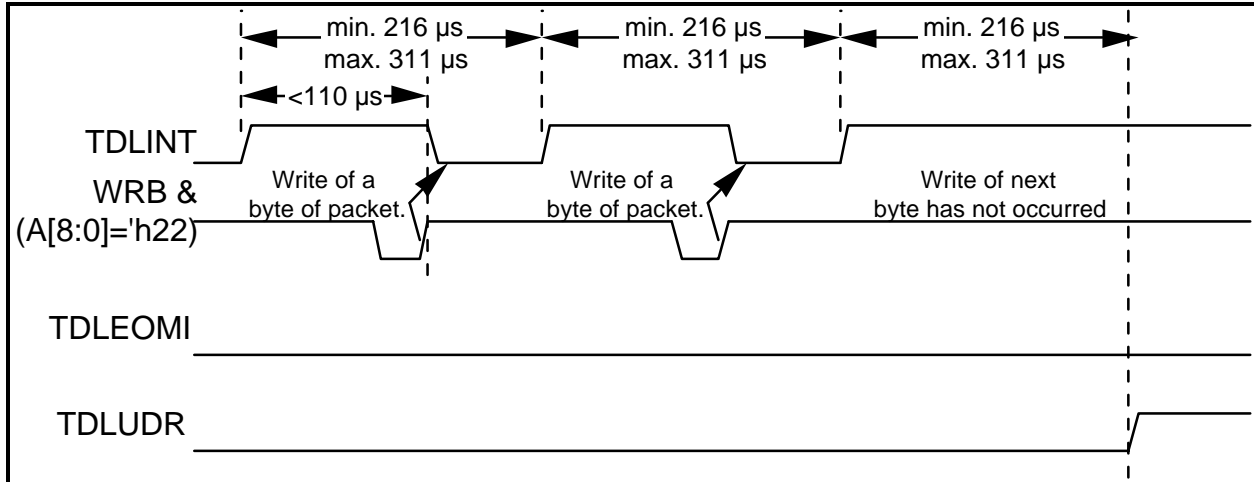 min. 216 µs min. 216 µs min. 216 µs
max. 311 µs max. 311 µs max. 311 µs
<110 µs
TDLINT
WRB & Write of a Write of a Write of next
(A[8:0]='h22) byte of packet. byte of packet. byte has not occurred
TDLEOMI
TDLUDR